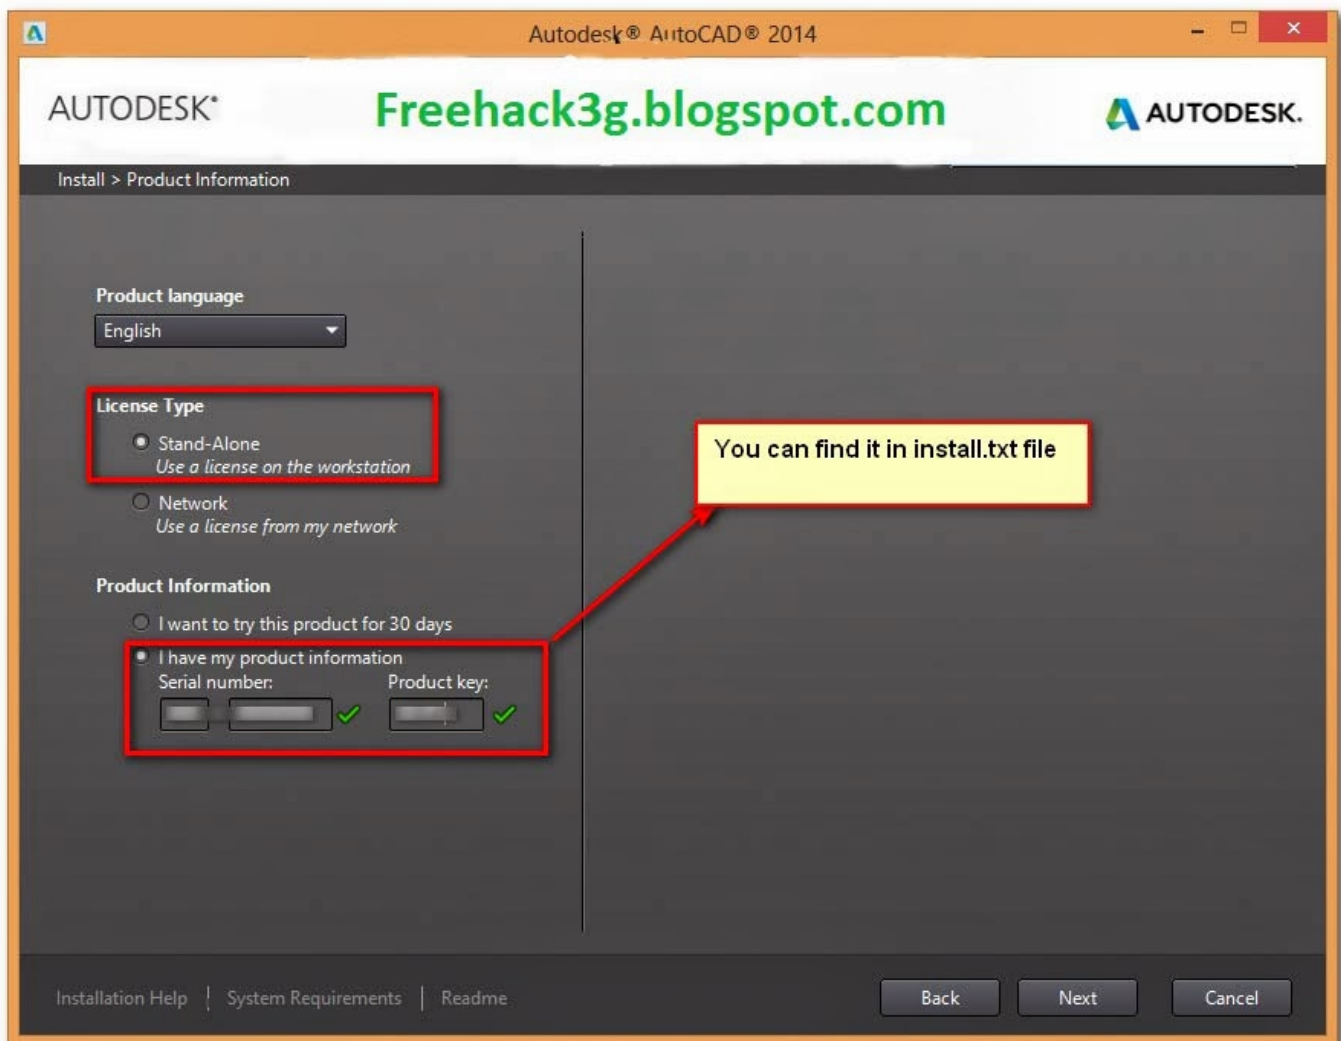 Autodesk® AutoCAD® 2014
AUTODESK®
Freehack3g.blogspot.com
AUTODESK.
Install > Product Information
Product language
English
License Type
Stand-Alone
Use a license on the workstation
You can find it in install.txt file
Network
Use a license from my network
Product Information
I want to try this product for 30 days
I have my product information
Serial number:
Product key:
Installation Help | System Requirements | Readme
Back
Next
Cancel